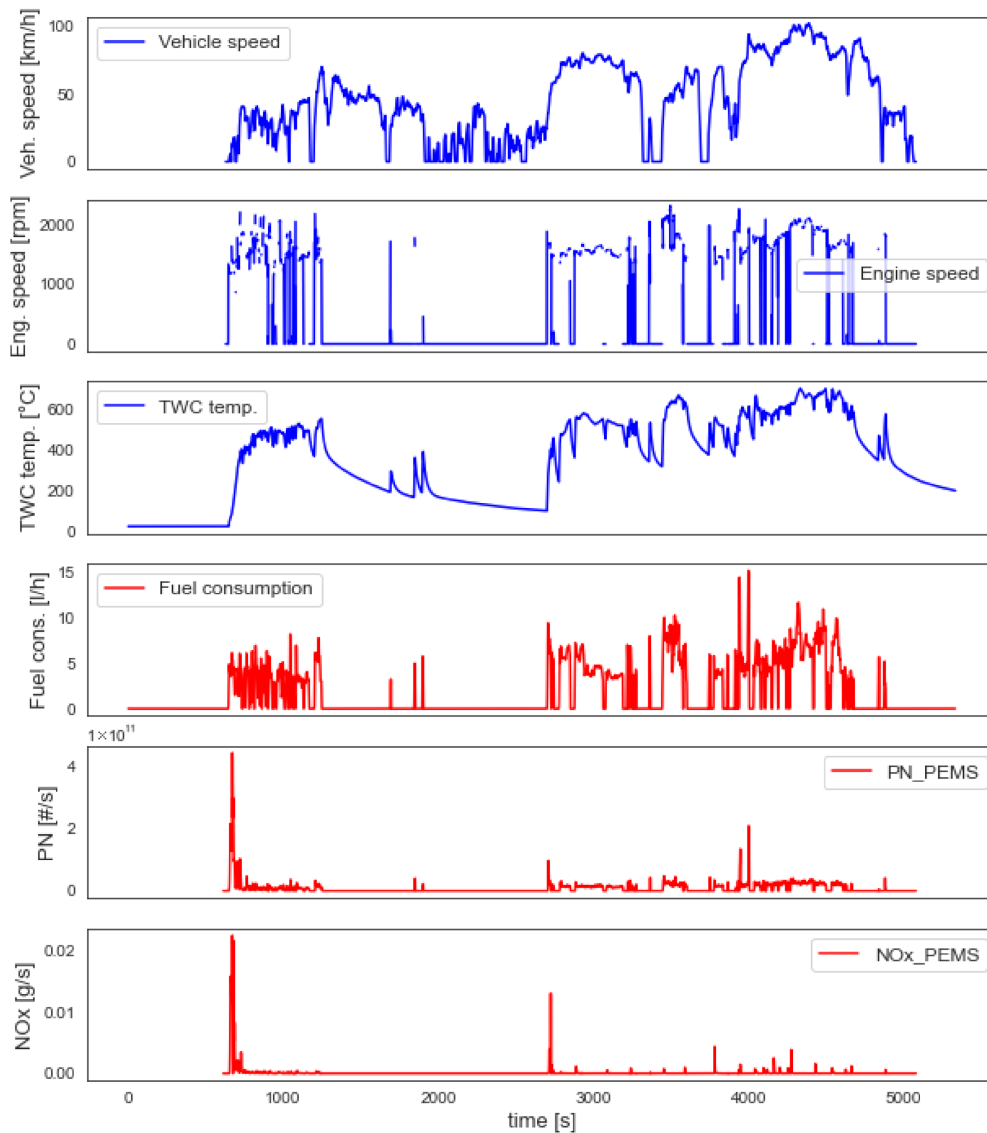 Veh. speed [km/h]
100
50
0
Vehicle speed
Eng. speed [rpm]
2000
1000
0
Engine speed
TWC temp. [°C]
600
400
200
0
TWC temp.
Fuel cons. [l/h]
15
10
5
0
Fuel consumption
1×10¹¹
PN [#/s]
4
2
0
PN_PEMS
NOx [g/s]
0.02
0.01
0.00
NOx_PEMS
0 1000 2000 3000 4000 5000
time [s]